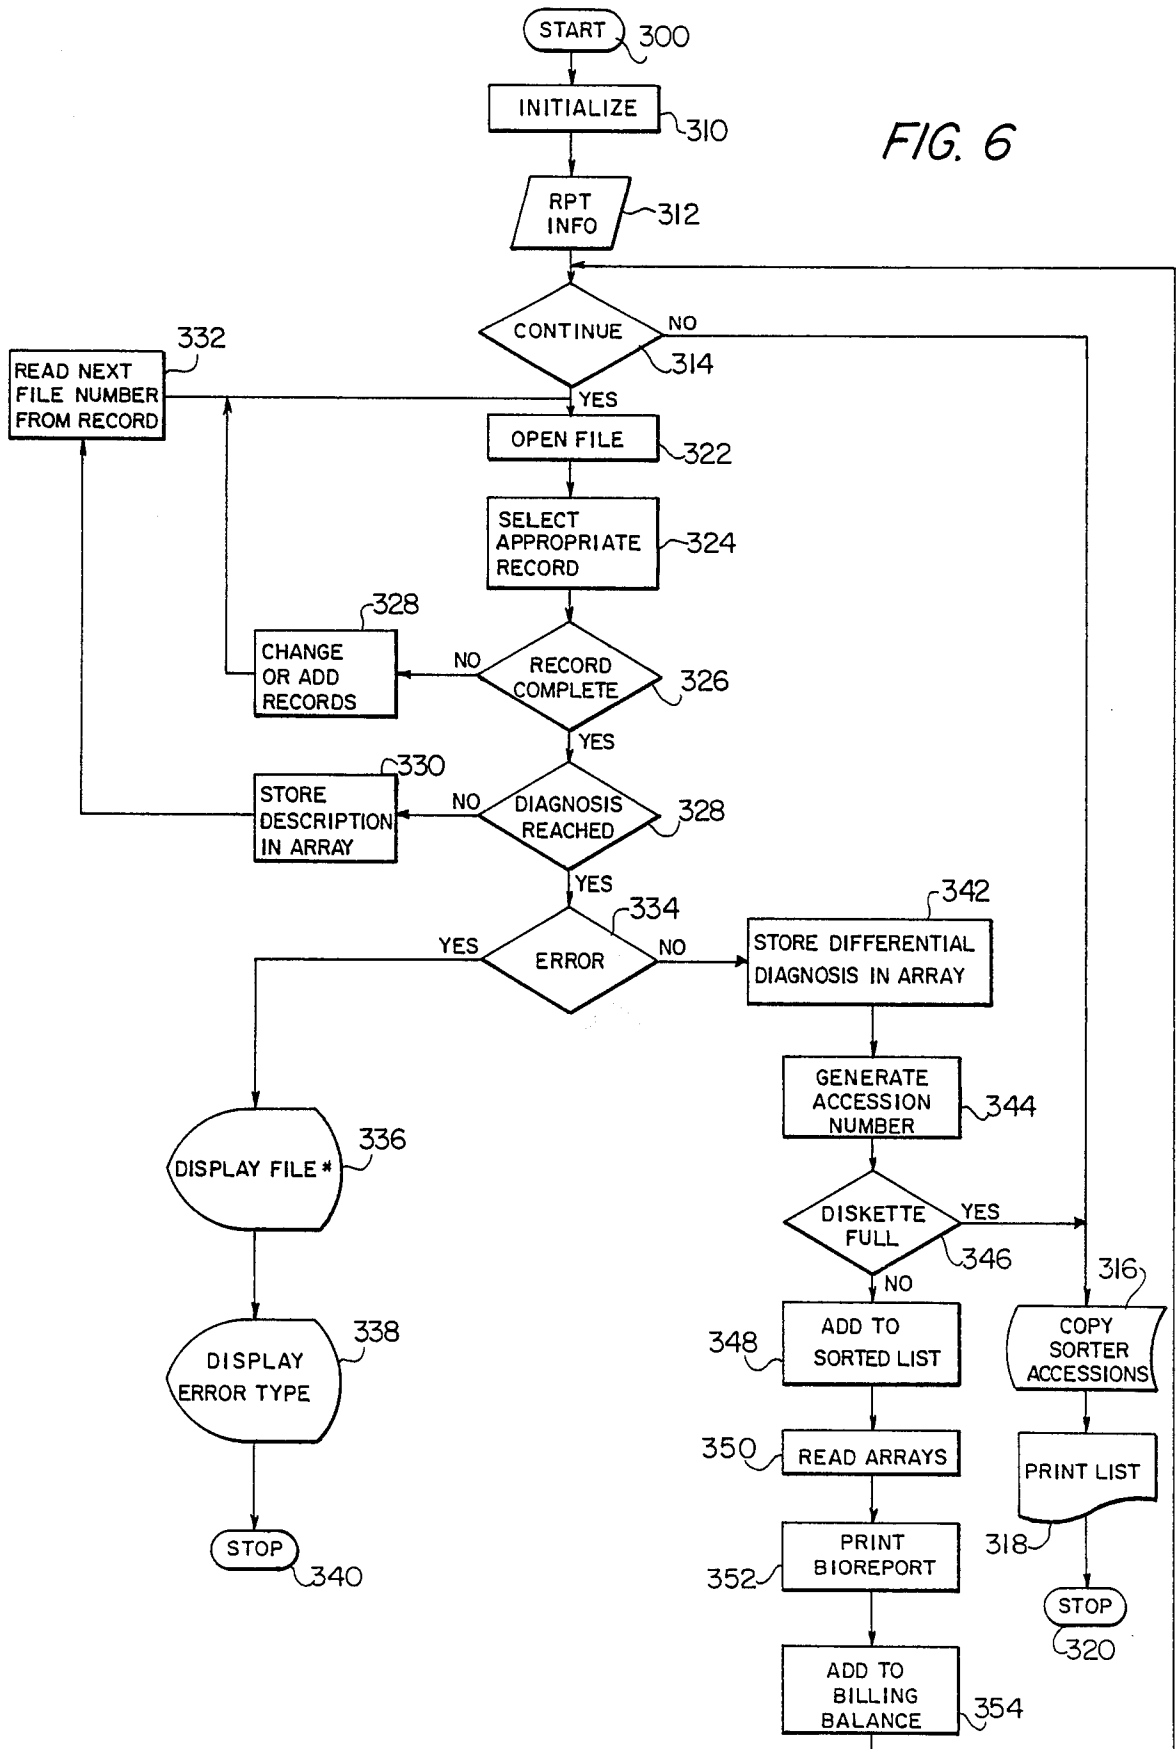 START
300
INITIALIZE
310
FIG. 6
RPT
INFO
312
CONTINUE
NO
314
YES
332
READ NEXT
FILE NUMBER
FROM RECORD
OPEN FILE
322
SELECT
APPROPRIATE
RECORD
324
328
CHANGE
OR ADD
RECORDS
NO
RECORD
COMPLETE
326
YES
330
STORE
DESCRIPTION
IN ARRAY
NO
DIAGNOSIS
REACHED
328
YES
334
YES
ERROR
NO
342
STORE DIFFERENTIAL
DIAGNOSIS IN ARRAY
GENERATE
ACCESSION
NUMBER
344
DISPLAY FILE*
336
DISKETTE
FULL
YES
346
NO
316
COPY
SORTER
ACCESSIONS
338
DISPLAY
ERROR TYPE
348
ADD TO
SORTED LIST
350
READ ARRAYS
PRINT LIST
318
STOP
340
352
PRINT
BIOREPORT
STOP
320
ADD TO
BILLING
BALANCE
354